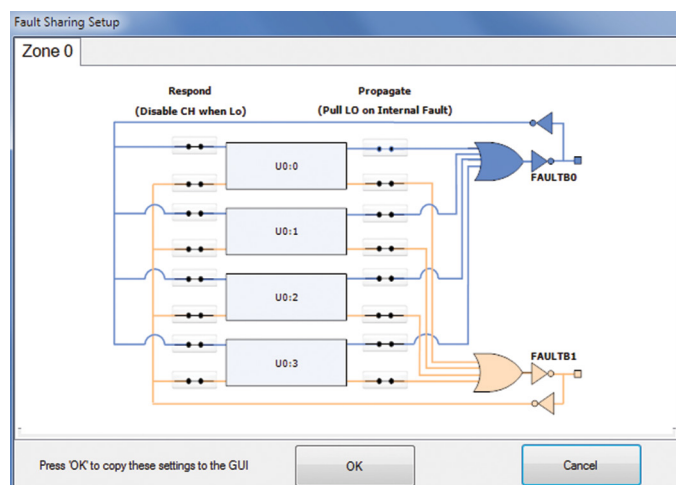 Fault Sharing Setup
Zone 0
Respond
(Disable CH when Lo)
Propagate
(Pull LO on Internal Fault)
U0:0
FAULTB0
U0:1
U0:2
U0:3
FAULTB1
Press 'OK' to copy these settings to the GUI
OK
Cancel